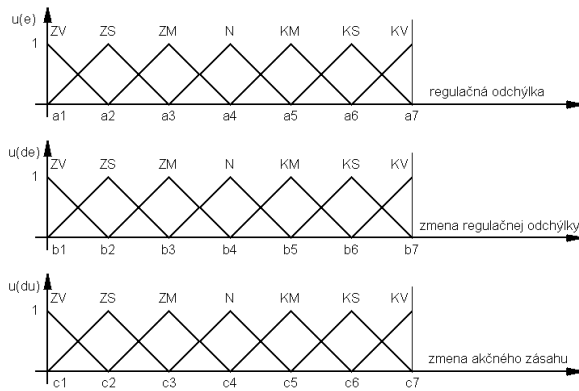 u(e)
ZV ZS ZM N KM KS KV
1
regulačná odchýlka
a1 a2 a3 a4 a5 a6 a7
u(de)
ZV ZS ZM N KM KS KV
1
zmena regulačnej odchýlky
b1 b2 b3 b4 b5 b6 b7
u(du)
ZV ZS ZM N KM KS KV
1
zmena akčného zásahu
c1 c2 c3 c4 c5 c6 c7